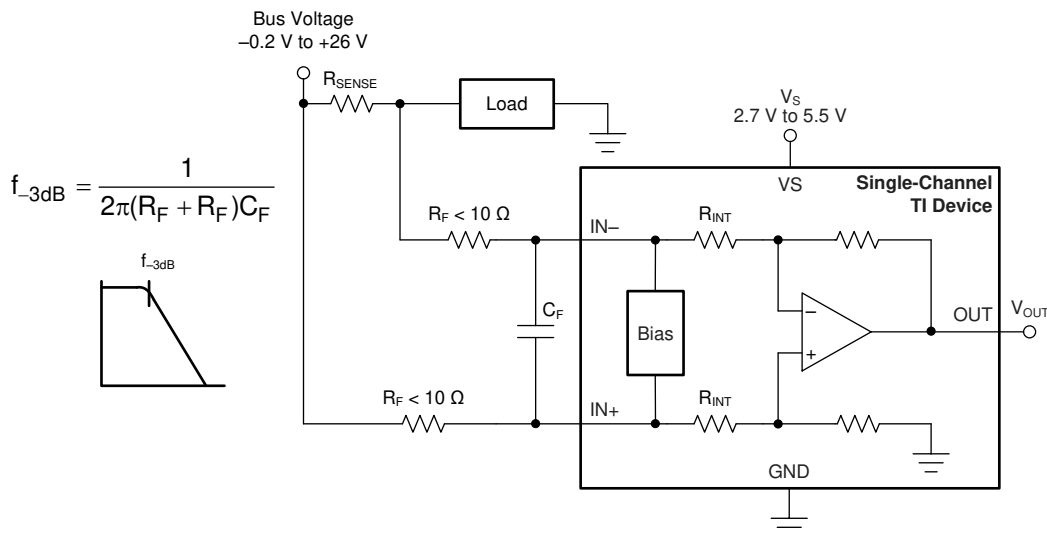 Bus Voltage
–0.2 V to +26 V
R_SENSE
Load
V_S
2.7 V to 5.5 V
VS
Single-Channel
TI Device
f_–3dB = 1 / 2π(R_F + R_F)C_F
R_F < 10 Ω
IN–
R_INT
f_–3dB
C_F
Bias
–
+
OUT
V_OUT
R_F < 10 Ω
IN+
R_INT
GND